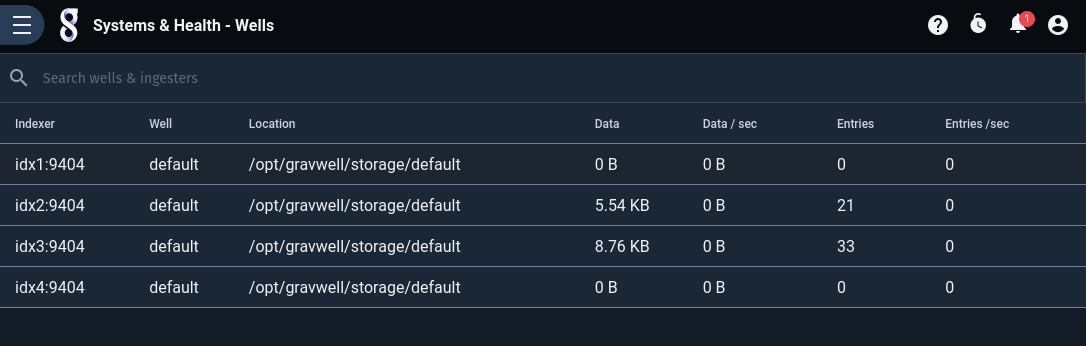 Systems & Health - Wells 1
Search wells & ingesters
Indexer Well Location Data Data / sec Entries Entries /sec
idx1:9404 default /opt/gravwell/storage/default 0 B 0 B 0 0
idx2:9404 default /opt/gravwell/storage/default 5.54 KB 0 B 21 0
idx3:9404 default /opt/gravwell/storage/default 8.76 KB 0 B 33 0
idx4:9404 default /opt/gravwell/storage/default 0 B 0 B 0 0